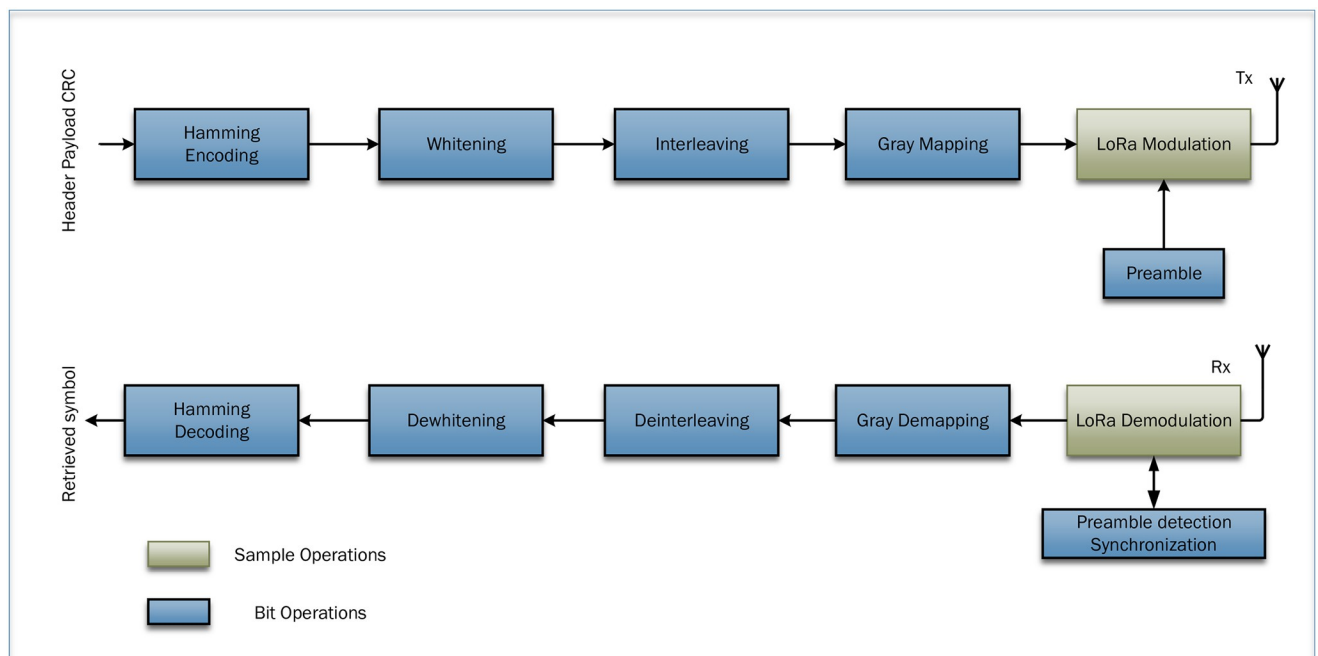 Header Payload CRC
Hamming
Encoding
Whitening
Interleaving
Gray Mapping
LoRa Modulation
Tx
Preamble
Retrieved symbol
Hamming
Decoding
Dewhitening
Deinterleaving
Gray Demapping
LoRa Demodulation
Rx
Preamble detection
Synchronization
Sample Operations
Bit Operations